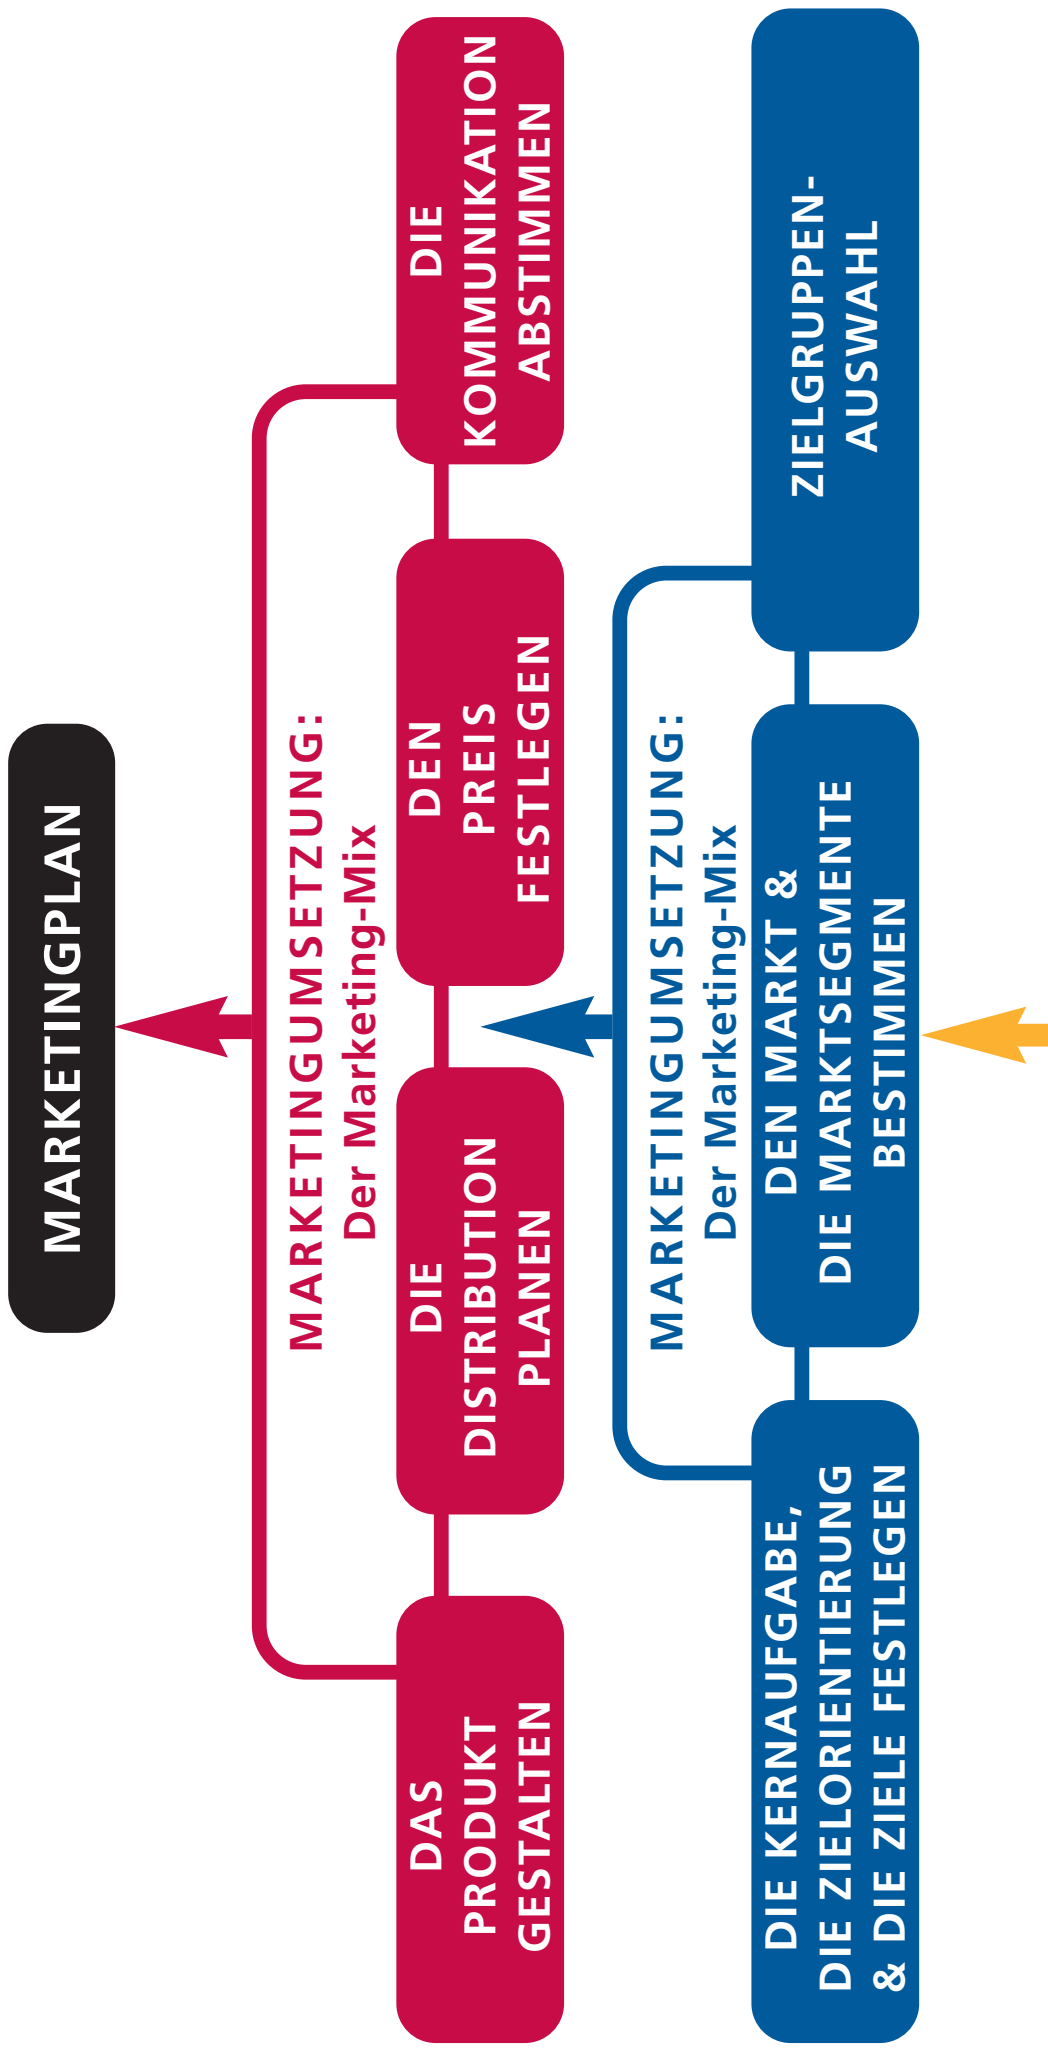 MARKETINGPLAN
MARKETINGUMSETZUNG:
Der Marketing-Mix
DAS
PRODUKT
GESTALTEN
DIE
DISTRIBUTION
PLANEN
DEN
PREIS
FESTLEGEN
DIE
KOMMUNIKATION
ABSTIMMEN
MARKETINGUMSETZUNG:
Der Marketing-Mix
DIE KERNAUFGABE,
DIE ZIELORIENTIERUNG
& DIE ZIELE FESTLEGEN
DEN MARKT &
DIE MARKTSEGMENTE
BESTIMMEN
ZIELGRUPPEN-
AUSWAHL